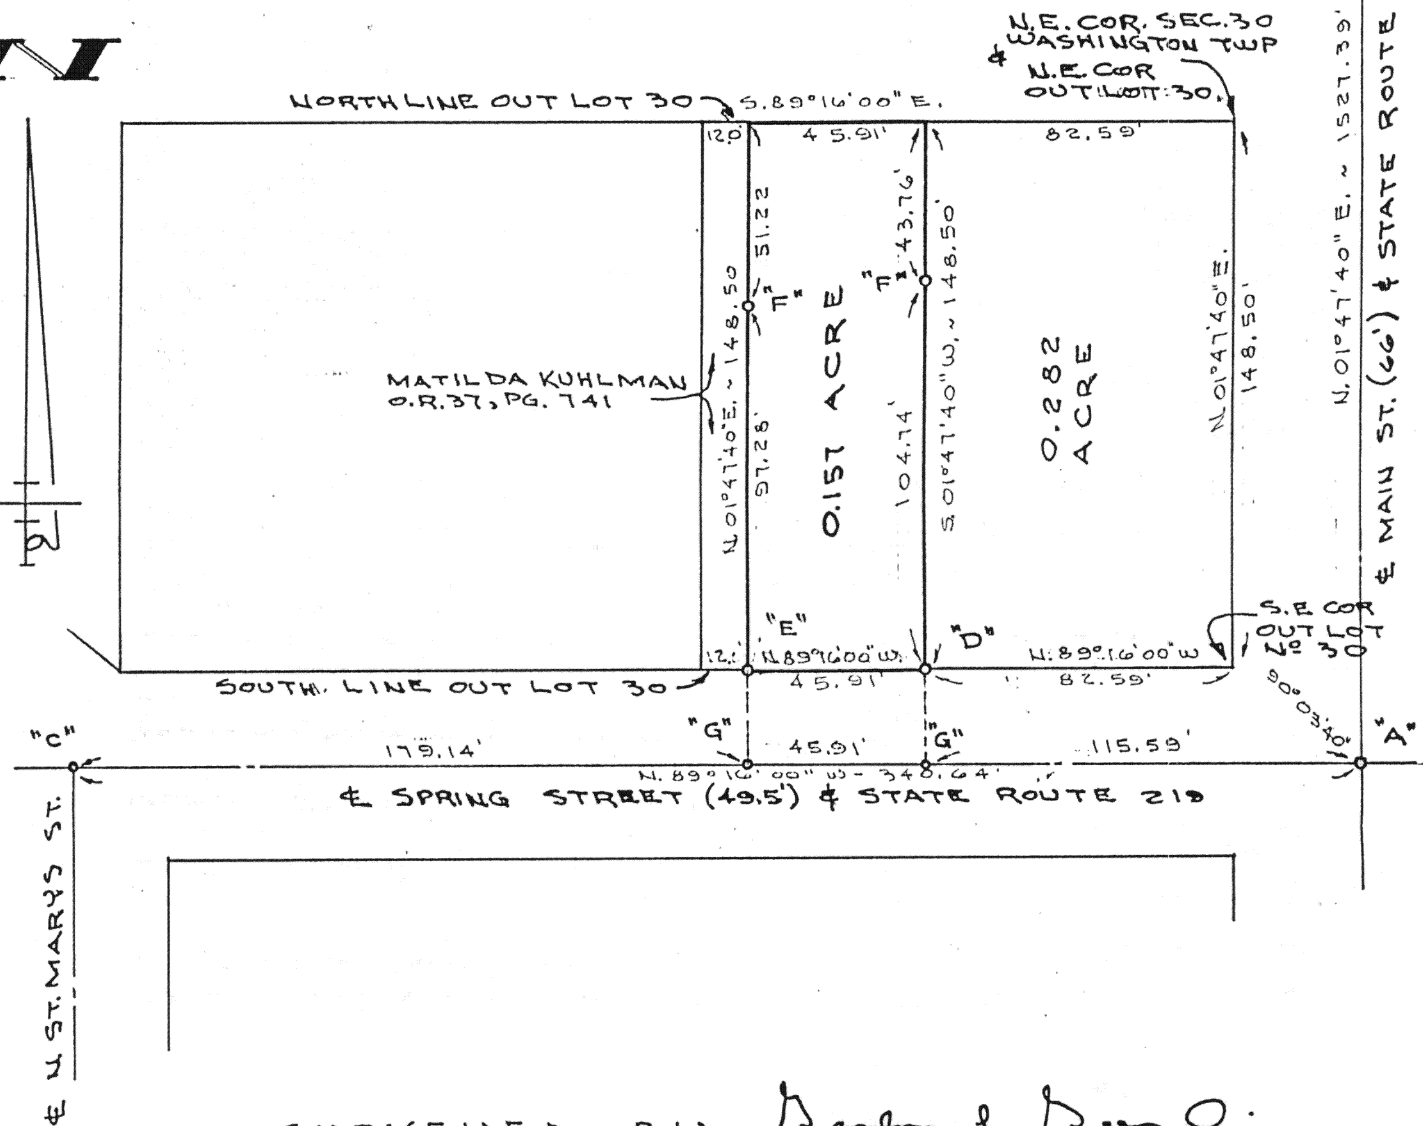 N
N.E. COR. SEC. 30
& WASHINGTON TWP
N.E. COR
OUT LOT 30.
NORTH LINE OUT LOT 30
S. 89°16'00" E.
12.0'
45.91'
82.59'
51.22
43.76'
"F"
"F"
N. 01°47'40" E. ~ 148.50
97.28'
0.157 ACRE
104.74'
S. 01°47'40" W. ~ 148.50'
0.282
ACRE
N. 01°47'40" E.
148.50'
N. 01°47'40" E. ~ 1527.39'
℄ MAIN ST. (66') & STATE ROUTE
MATILDA KUHLMAN
O.R. 37, PG. 741
"E"
"D"
S.E COR
OUT LOT
Nº 30
N. 89°16'00" W.
N. 89°16'00" W
SOUTH LINE OUT LOT 30
45.91'
82.59'
90°03'40"
"C"
"G"
"G"
"A"
179.14'
45.91'
115.59'
N. 89°16'00" W - 340.64'
℄ SPRING STREET (49.5') & STATE ROUTE 219
℄ N. ST. MARYS ST.